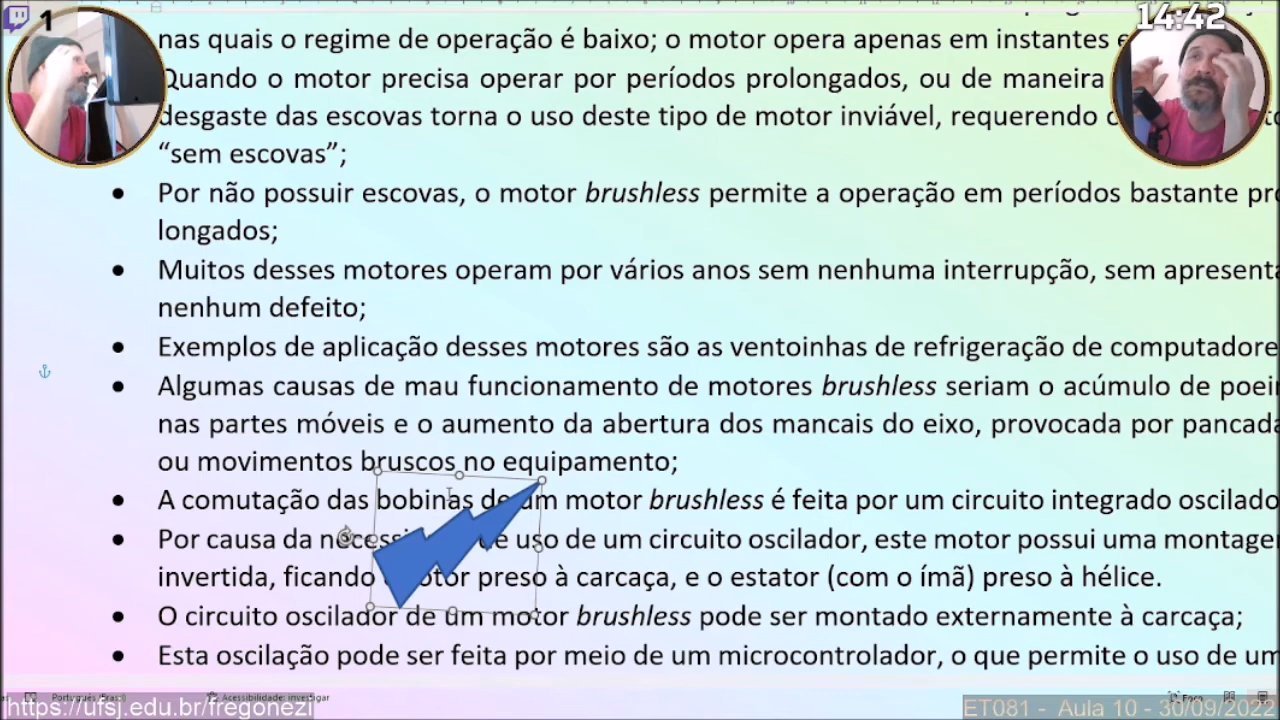 1
14:42
nas quais o regime de operação é baixo; o motor opera apenas em instantes
Quando o motor precisa operar por períodos prolongados, ou de maneira
desgaste das escovas torna o uso deste tipo de motor inviável, requerendo
“sem escovas”;
• Por não possuir escovas, o motor brushless permite a operação em períodos bastante pro
longados;
• Muitos desses motores operam por vários anos sem nenhuma interrupção, sem apresenta
nenhum defeito;
• Exemplos de aplicação desses motores são as ventoinhas de refrigeração de computadore
• Algumas causas de mau funcionamento de motores brushless seriam o acúmulo de poei
nas partes móveis e o aumento da abertura dos mancais do eixo, provocada por pancada
ou movimentos bruscos no equipamento;
• A comutação das bobinas de um motor brushless é feita por um circuito integrado oscilado
• Por causa da de uso de um circuito oscilador, este motor possui uma montagem
invertida, ficando motor preso à carcaça, e o estator (com o ímã) preso à hélice.
• O circuito oscilador de um motor brushless pode ser montado externamente à carcaça;
• Esta oscilação pode ser feita por meio de um microcontrolador, o que permite o uso de um
Português (Brasil) Acessibilidade: investigar Foco
https://ufsj.edu.br/fregonezi
ET081 - Aula 10 - 30/09/2022